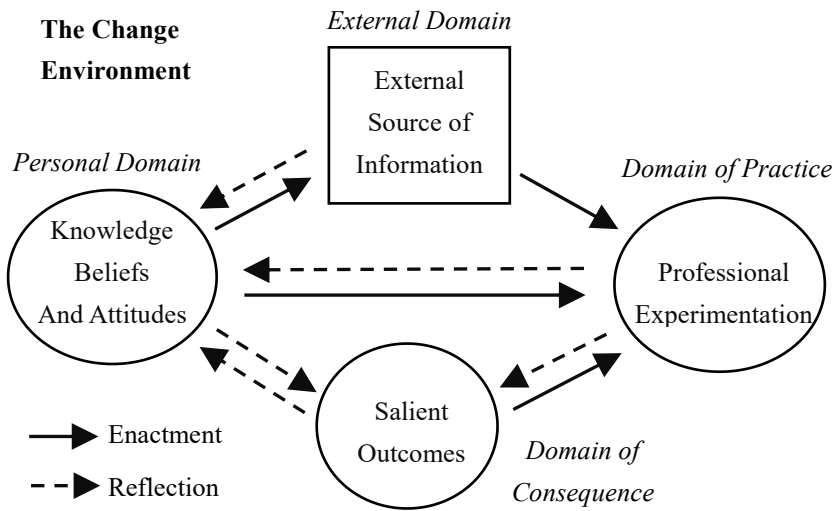 The Change
Environment
External Domain
External
Source of
Information
Personal Domain
Domain of Practice
Knowledge
Beliefs
And Attitudes
Professional
Experimentation
Salient
Outcomes
Domain of
Consequence
Enactment
Reflection